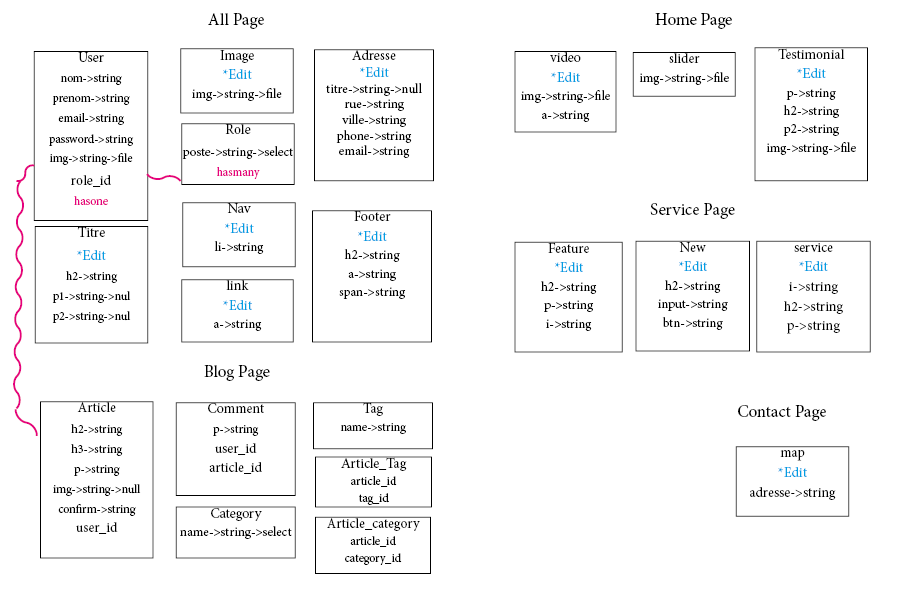 All Page
User
nom->string
prenom->string
email->string
password->string
img->string->file
role_id
hasone
Image
*Edit
img->string->file
Role
poste->string->select
hasmany
Adresse
*Edit
titre->string->null
rue->string
ville->string
phone->string
email->string
Titre
*Edit
h2->string
p1->string->nul
p2->string->nul
Nav
*Edit
li->string
link
*Edit
a->string
Footer
*Edit
h2->string
a->string
span->string
Blog Page
Article
h2->string
h3->string
p->string
img->string->null
confirm->string
user_id
Comment
p->string
user_id
article_id
Category
name->string->select
Tag
name->string
Article_Tag
article_id
tag_id
Article_category
article_id
category_id
Home Page
video
*Edit
img->string->file
a->string
slider
img->string->file
Testimonial
*Edit
p->string
h2->string
p2->string
img->string->file
Service Page
Feature
*Edit
h2->string
p->string
i->string
New
*Edit
h2->string
input->string
btn->string
service
*Edit
i->string
h2->string
p->string
Contact Page
map
*Edit
adresse->string